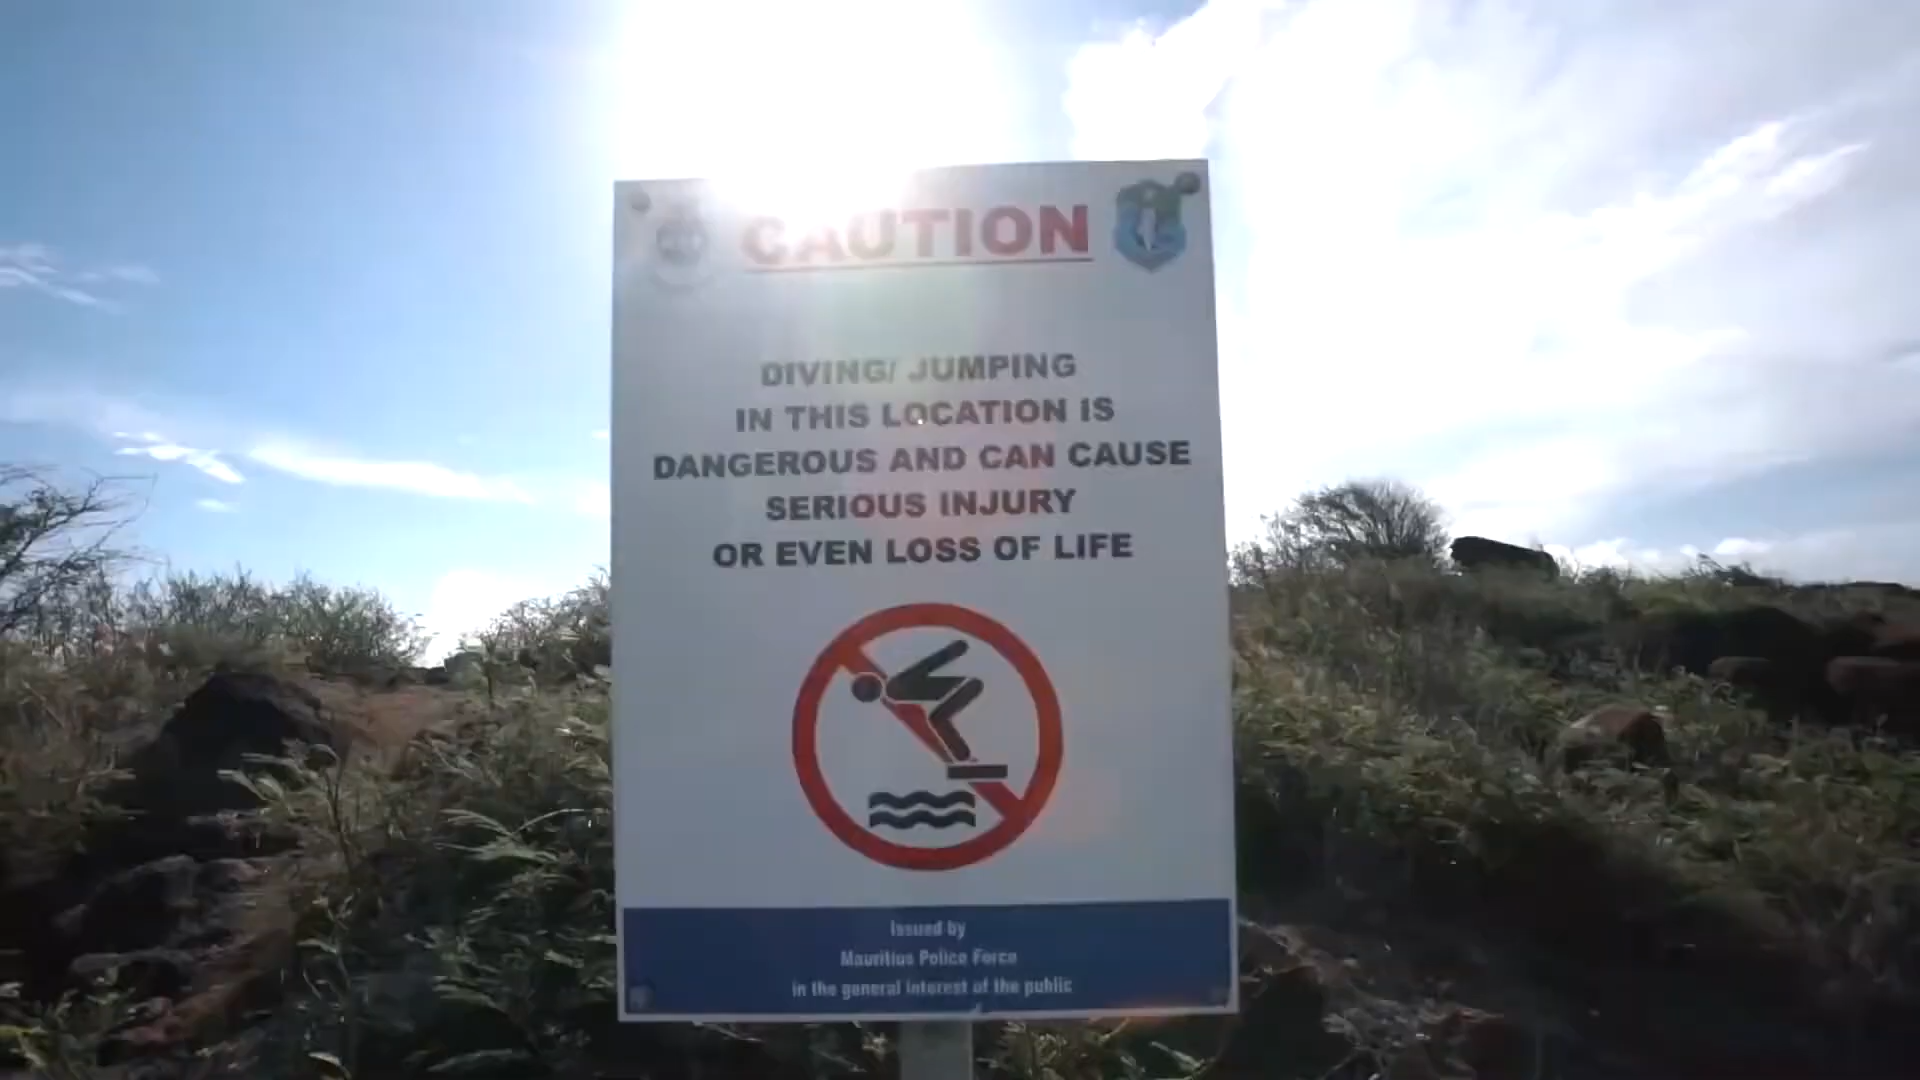 CAUTION
DIVING/ JUMPING
IN THIS LOCATION IS
DANGEROUS AND CAN CAUSE
SERIOUS INJURY
OR EVEN LOSS OF LIFE
Issued by
Mauritius Police Force
in the general interest of the public